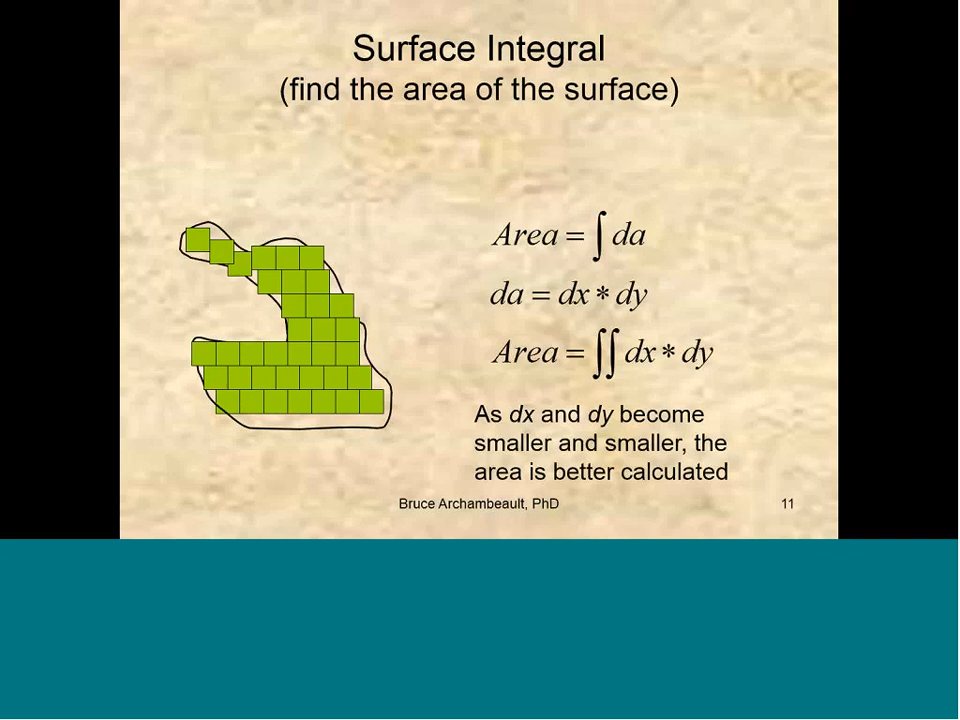 Surface Integral
(find the area of the surface)
Area = ∫ da
da = dx * dy
Area = ∬ dx * dy
As dx and dy become
smaller and smaller, the
area is better calculated
Bruce Archambeault, PhD
11